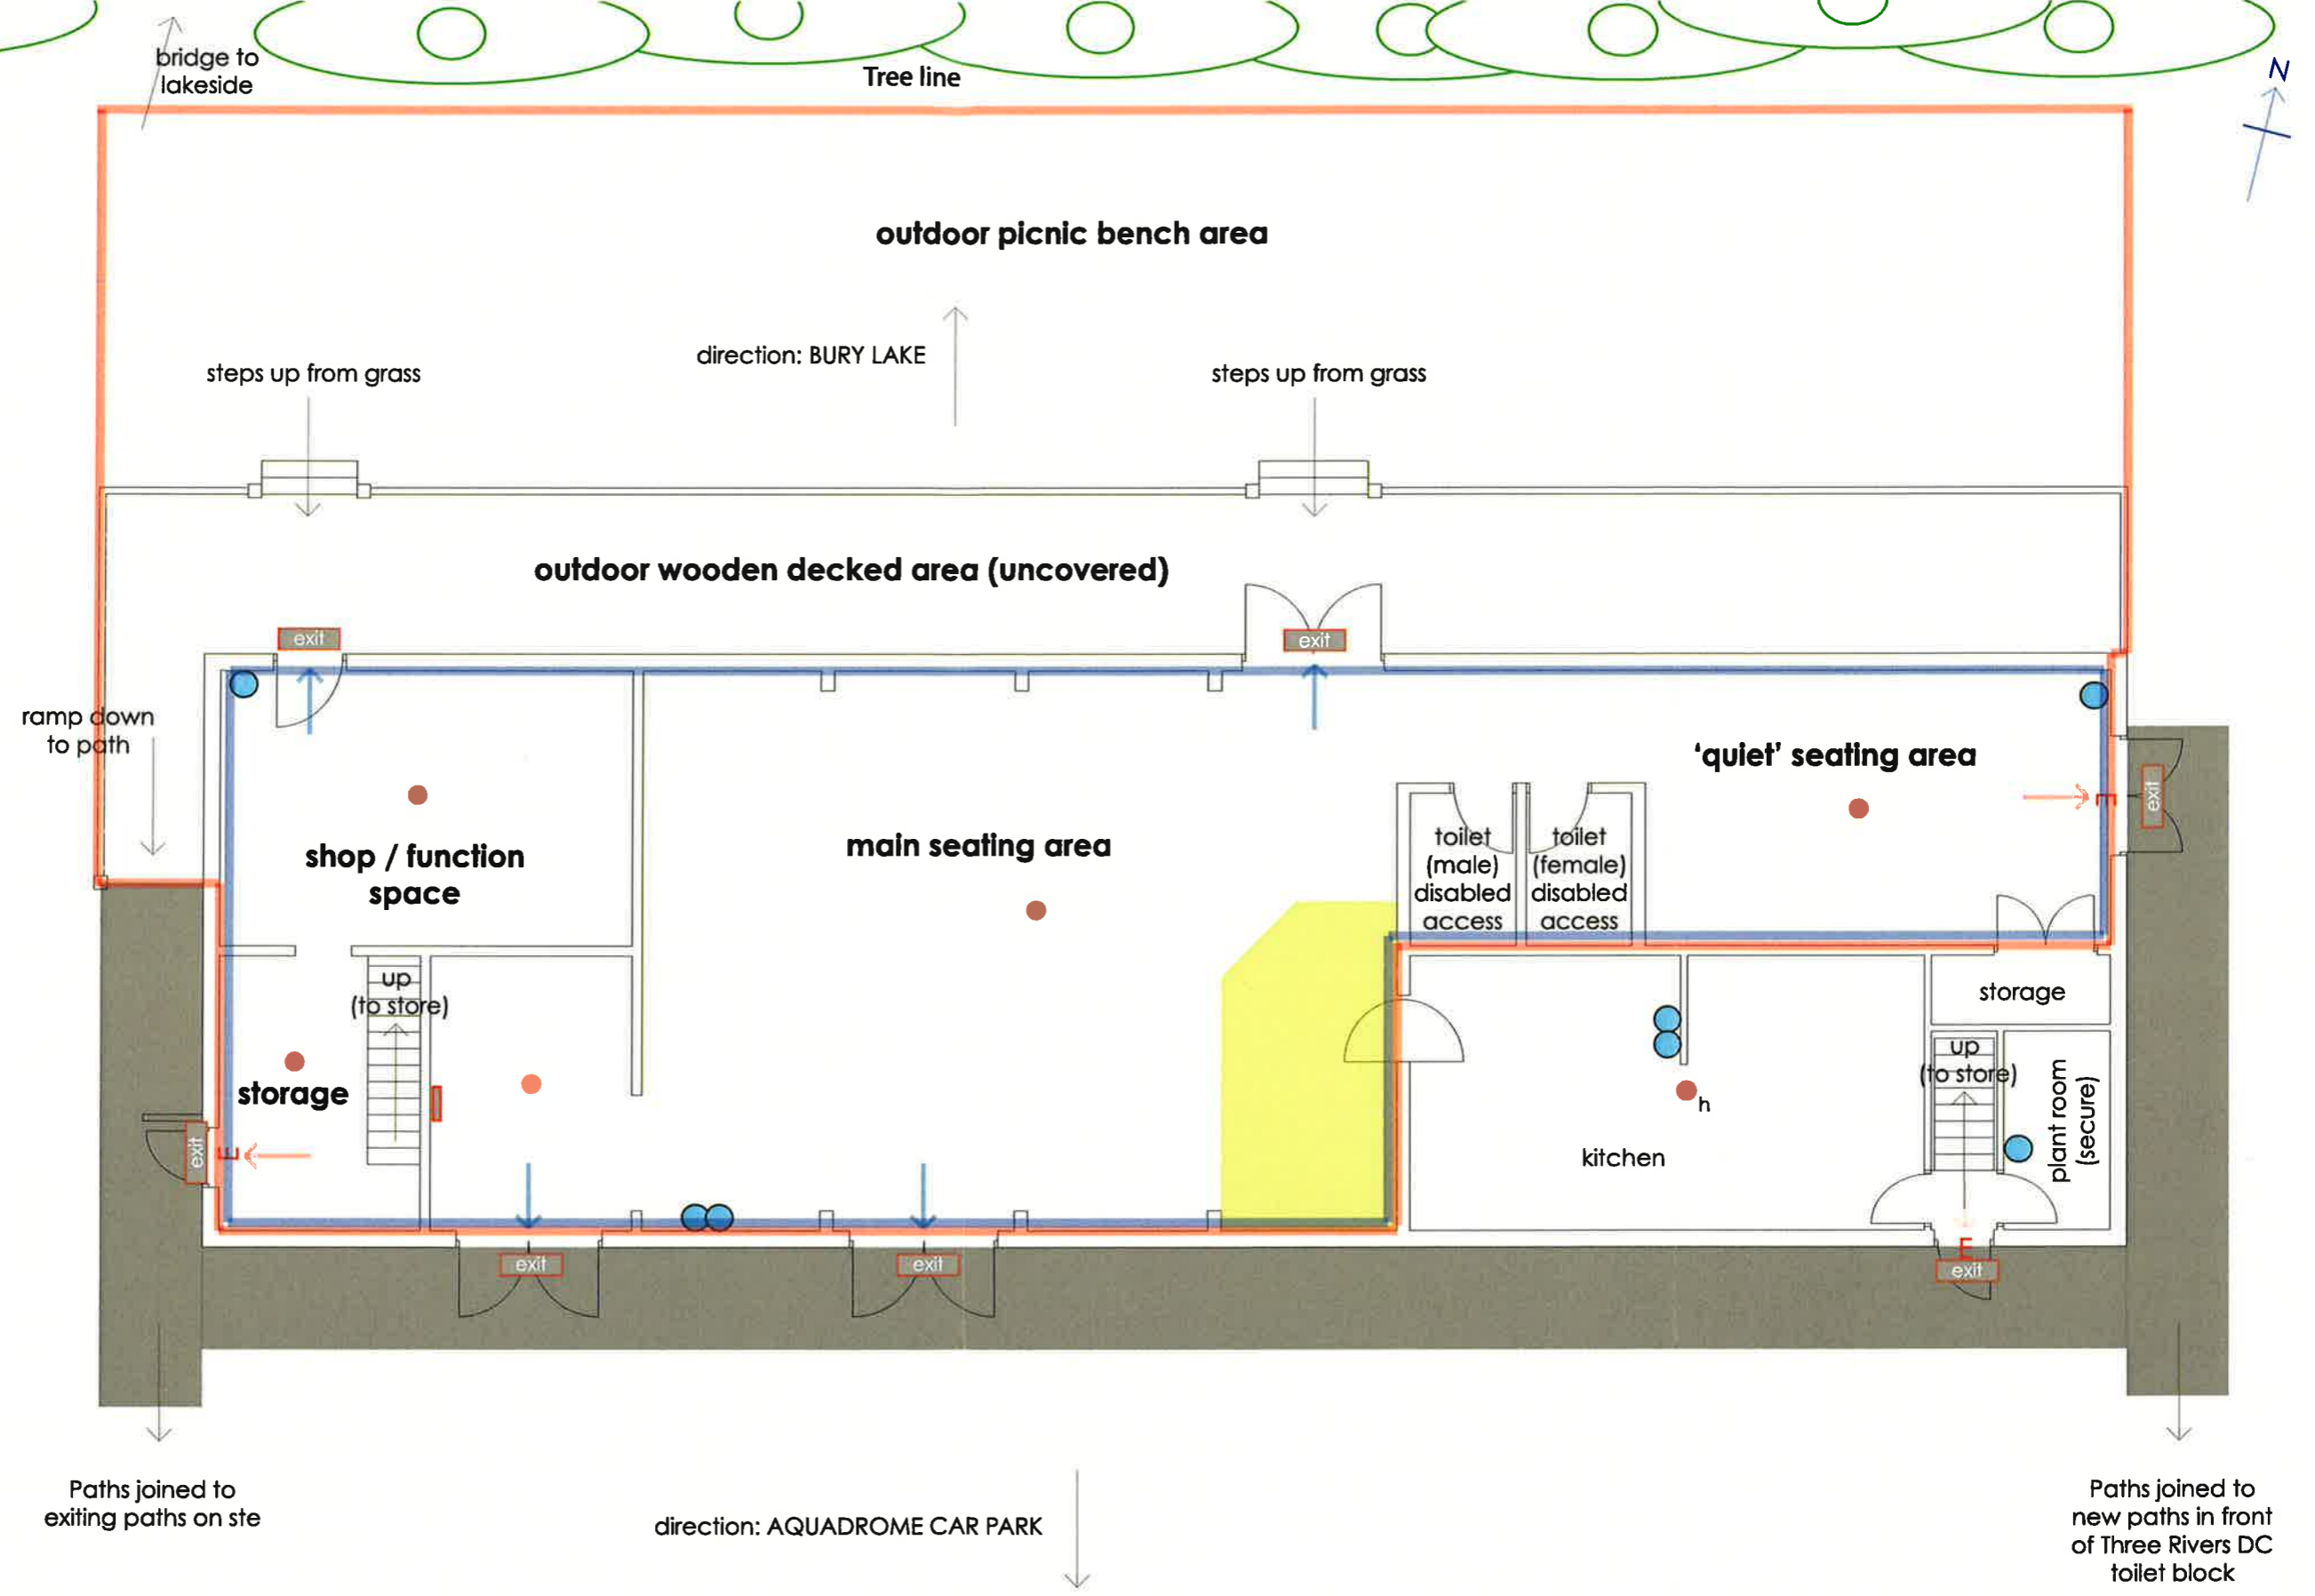 bridge to
lakeside
Tree line
N
outdoor picnic bench area
direction: BURY LAKE
steps up from grass
steps up from grass
outdoor wooden decked area (uncovered)
exit
exit
ramp down
to path
'quiet' seating area
exit
E
shop / function
space
main seating area
toilet
(male)
disabled
access
toilet
(female)
disabled
access
up
(to store)
storage
storage
up
(to store)
plant room
(secure)
h
kitchen
exit
E
exit
exit
E
exit
Paths joined to
exiting paths on ste
direction: AQUADROME CAR PARK
Paths joined to
new paths in front
of Three Rivers DC
toilet block